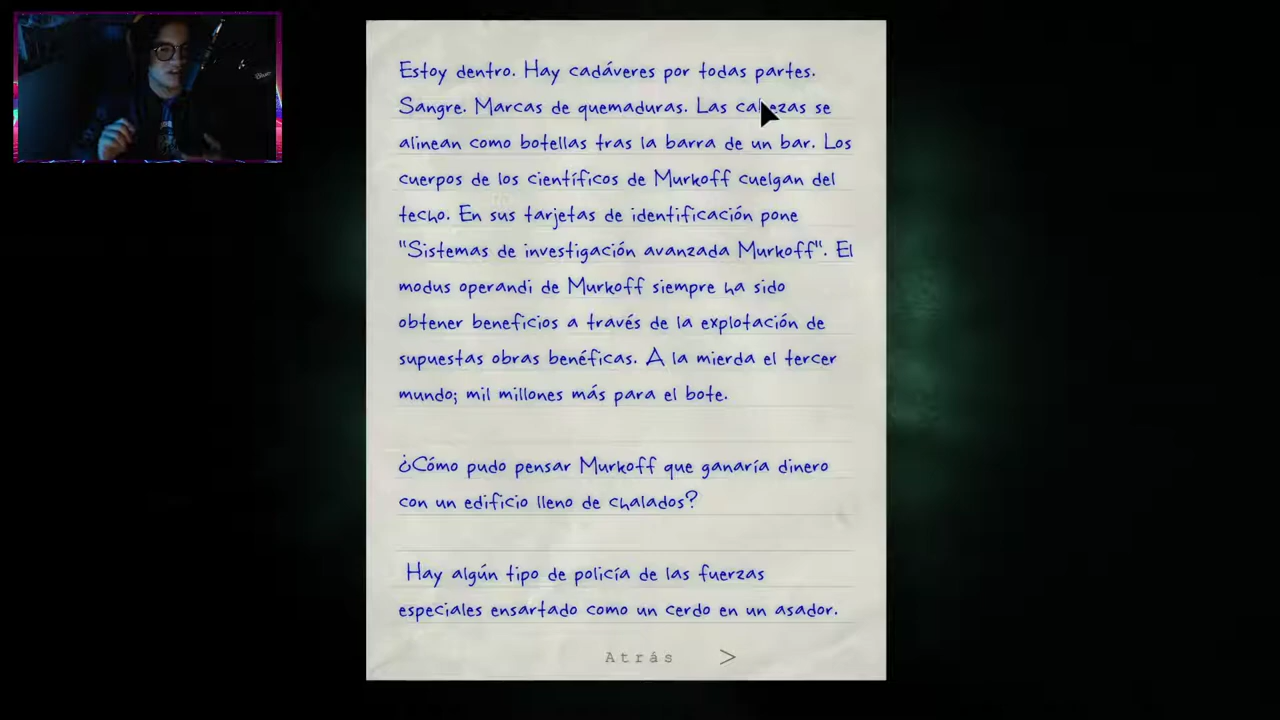 Estoy dentro. Hay cadáveres por todas partes.
Sangre. Marcas de quemaduras. Las cabezas se
alinean como botellas tras la barra de un bar. Los
cuerpos de los científicos de Murkoff cuelgan del
techo. En sus tarjetas de identificación pone
"Sistemas de investigación avanzada Murkoff". El
modus operandi de Murkoff siempre ha sido
obtener beneficios a través de la explotación de
supuestas obras benéficas. A la mierda el tercer
mundo; mil millones más para el bote.
¿Cómo pudo pensar Murkoff que ganaría dinero
con un edificio lleno de chalados?
Hay algún tipo de policía de las fuerzas
especiales ensartado como un cerdo en un asador.
Atrás >